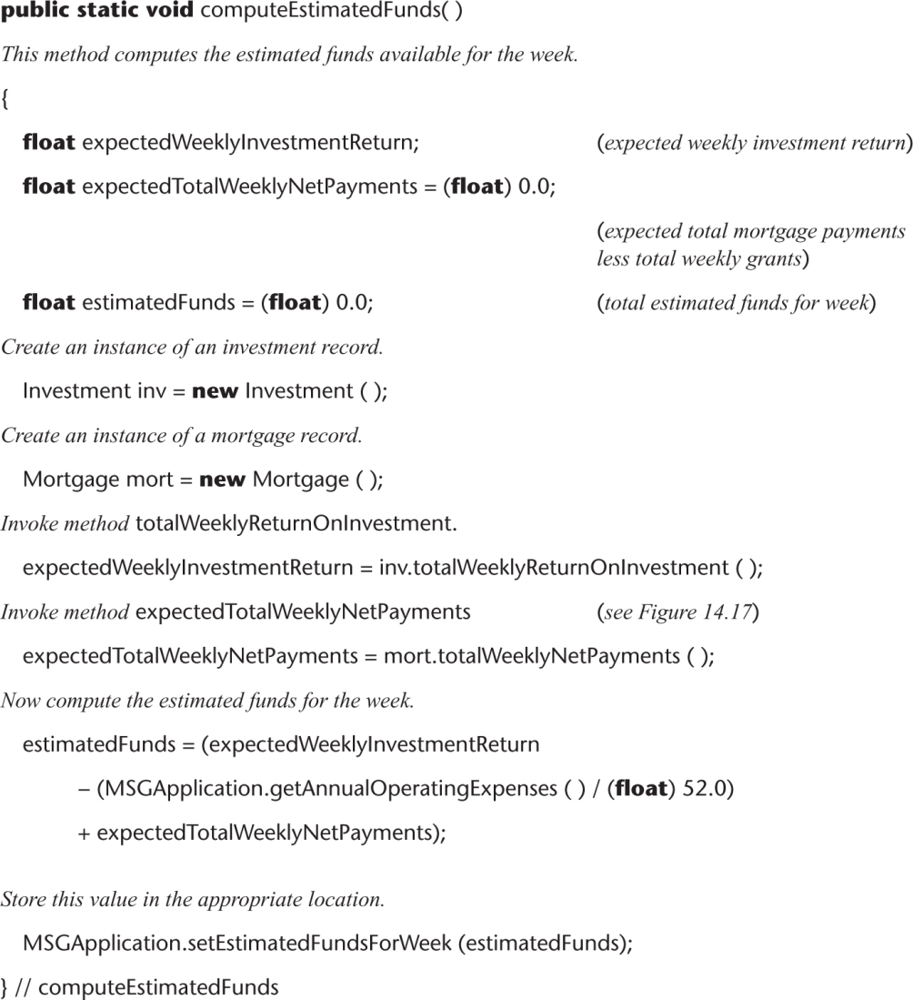 public static void computeEstimatedFunds( )
This method computes the estimated funds available for the week.
{
float expectedWeeklyInvestmentReturn; (expected weekly investment return)
float expectedTotalWeeklyNetPayments = (float) 0.0;
(expected total mortgage payments
less total weekly grants)
float estimatedFunds = (float) 0.0; (total estimated funds for week)
Create an instance of an investment record.
Investment inv = new Investment ( );
Create an instance of a mortgage record.
Mortgage mort = new Mortgage ( );
Invoke method totalWeeklyReturnOnInvestment.
expectedWeeklyInvestmentReturn = inv.totalWeeklyReturnOnInvestment ( );
Invoke method expectedTotalWeeklyNetPayments (see Figure 14.17)
expectedTotalWeeklyNetPayments = mort.totalWeeklyNetPayments ( );
Now compute the estimated funds for the week.
estimatedFunds = (expectedWeeklyInvestmentReturn
– (MSGApplication.getAnnualOperatingExpenses ( ) / (float) 52.0)
+ expectedTotalWeeklyNetPayments);
Store this value in the appropriate location.
MSGApplication.setEstimatedFundsForWeek (estimatedFunds);
} // computeEstimatedFunds